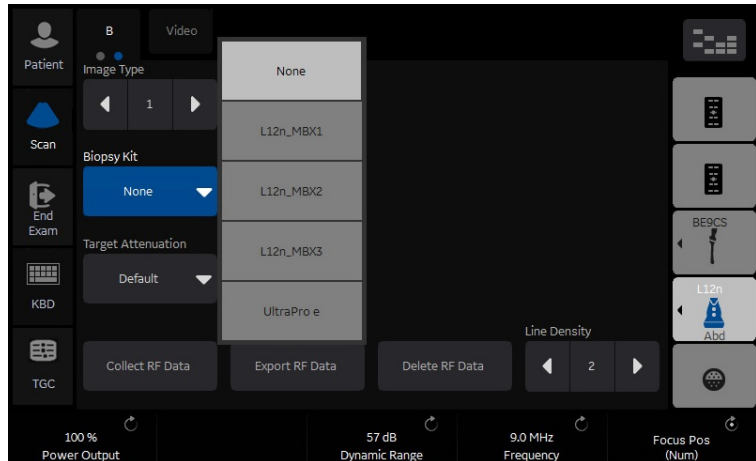 Patient
Scan
End
Exam
KBD
TGC
B
Video
Image Type
1
Biopsy Kit
None
Target Attenuation
Default
None
L12n_MBX1
L12n_MBX2
L12n_MBX3
UltraPro e
Collect RF Data
Export RF Data
Delete RF Data
Line Density
2
BE9CS
L12n
Abd
100 %
Power Output
57 dB
Dynamic Range
9.0 MHz
Frequency
Focus Pos
(Num)